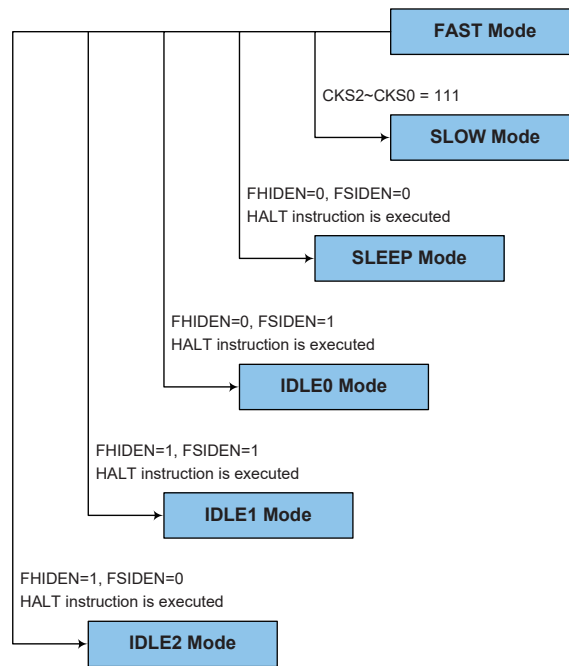 FAST Mode
CKS2~CKS0 = 111
SLOW Mode
FHIDEN=0, FSIDEN=0
HALT instruction is executed
SLEEP Mode
FHIDEN=0, FSIDEN=1
HALT instruction is executed
IDLE0 Mode
FHIDEN=1, FSIDEN=1
HALT instruction is executed
IDLE1 Mode
FHIDEN=1, FSIDEN=0
HALT instruction is executed
IDLE2 Mode